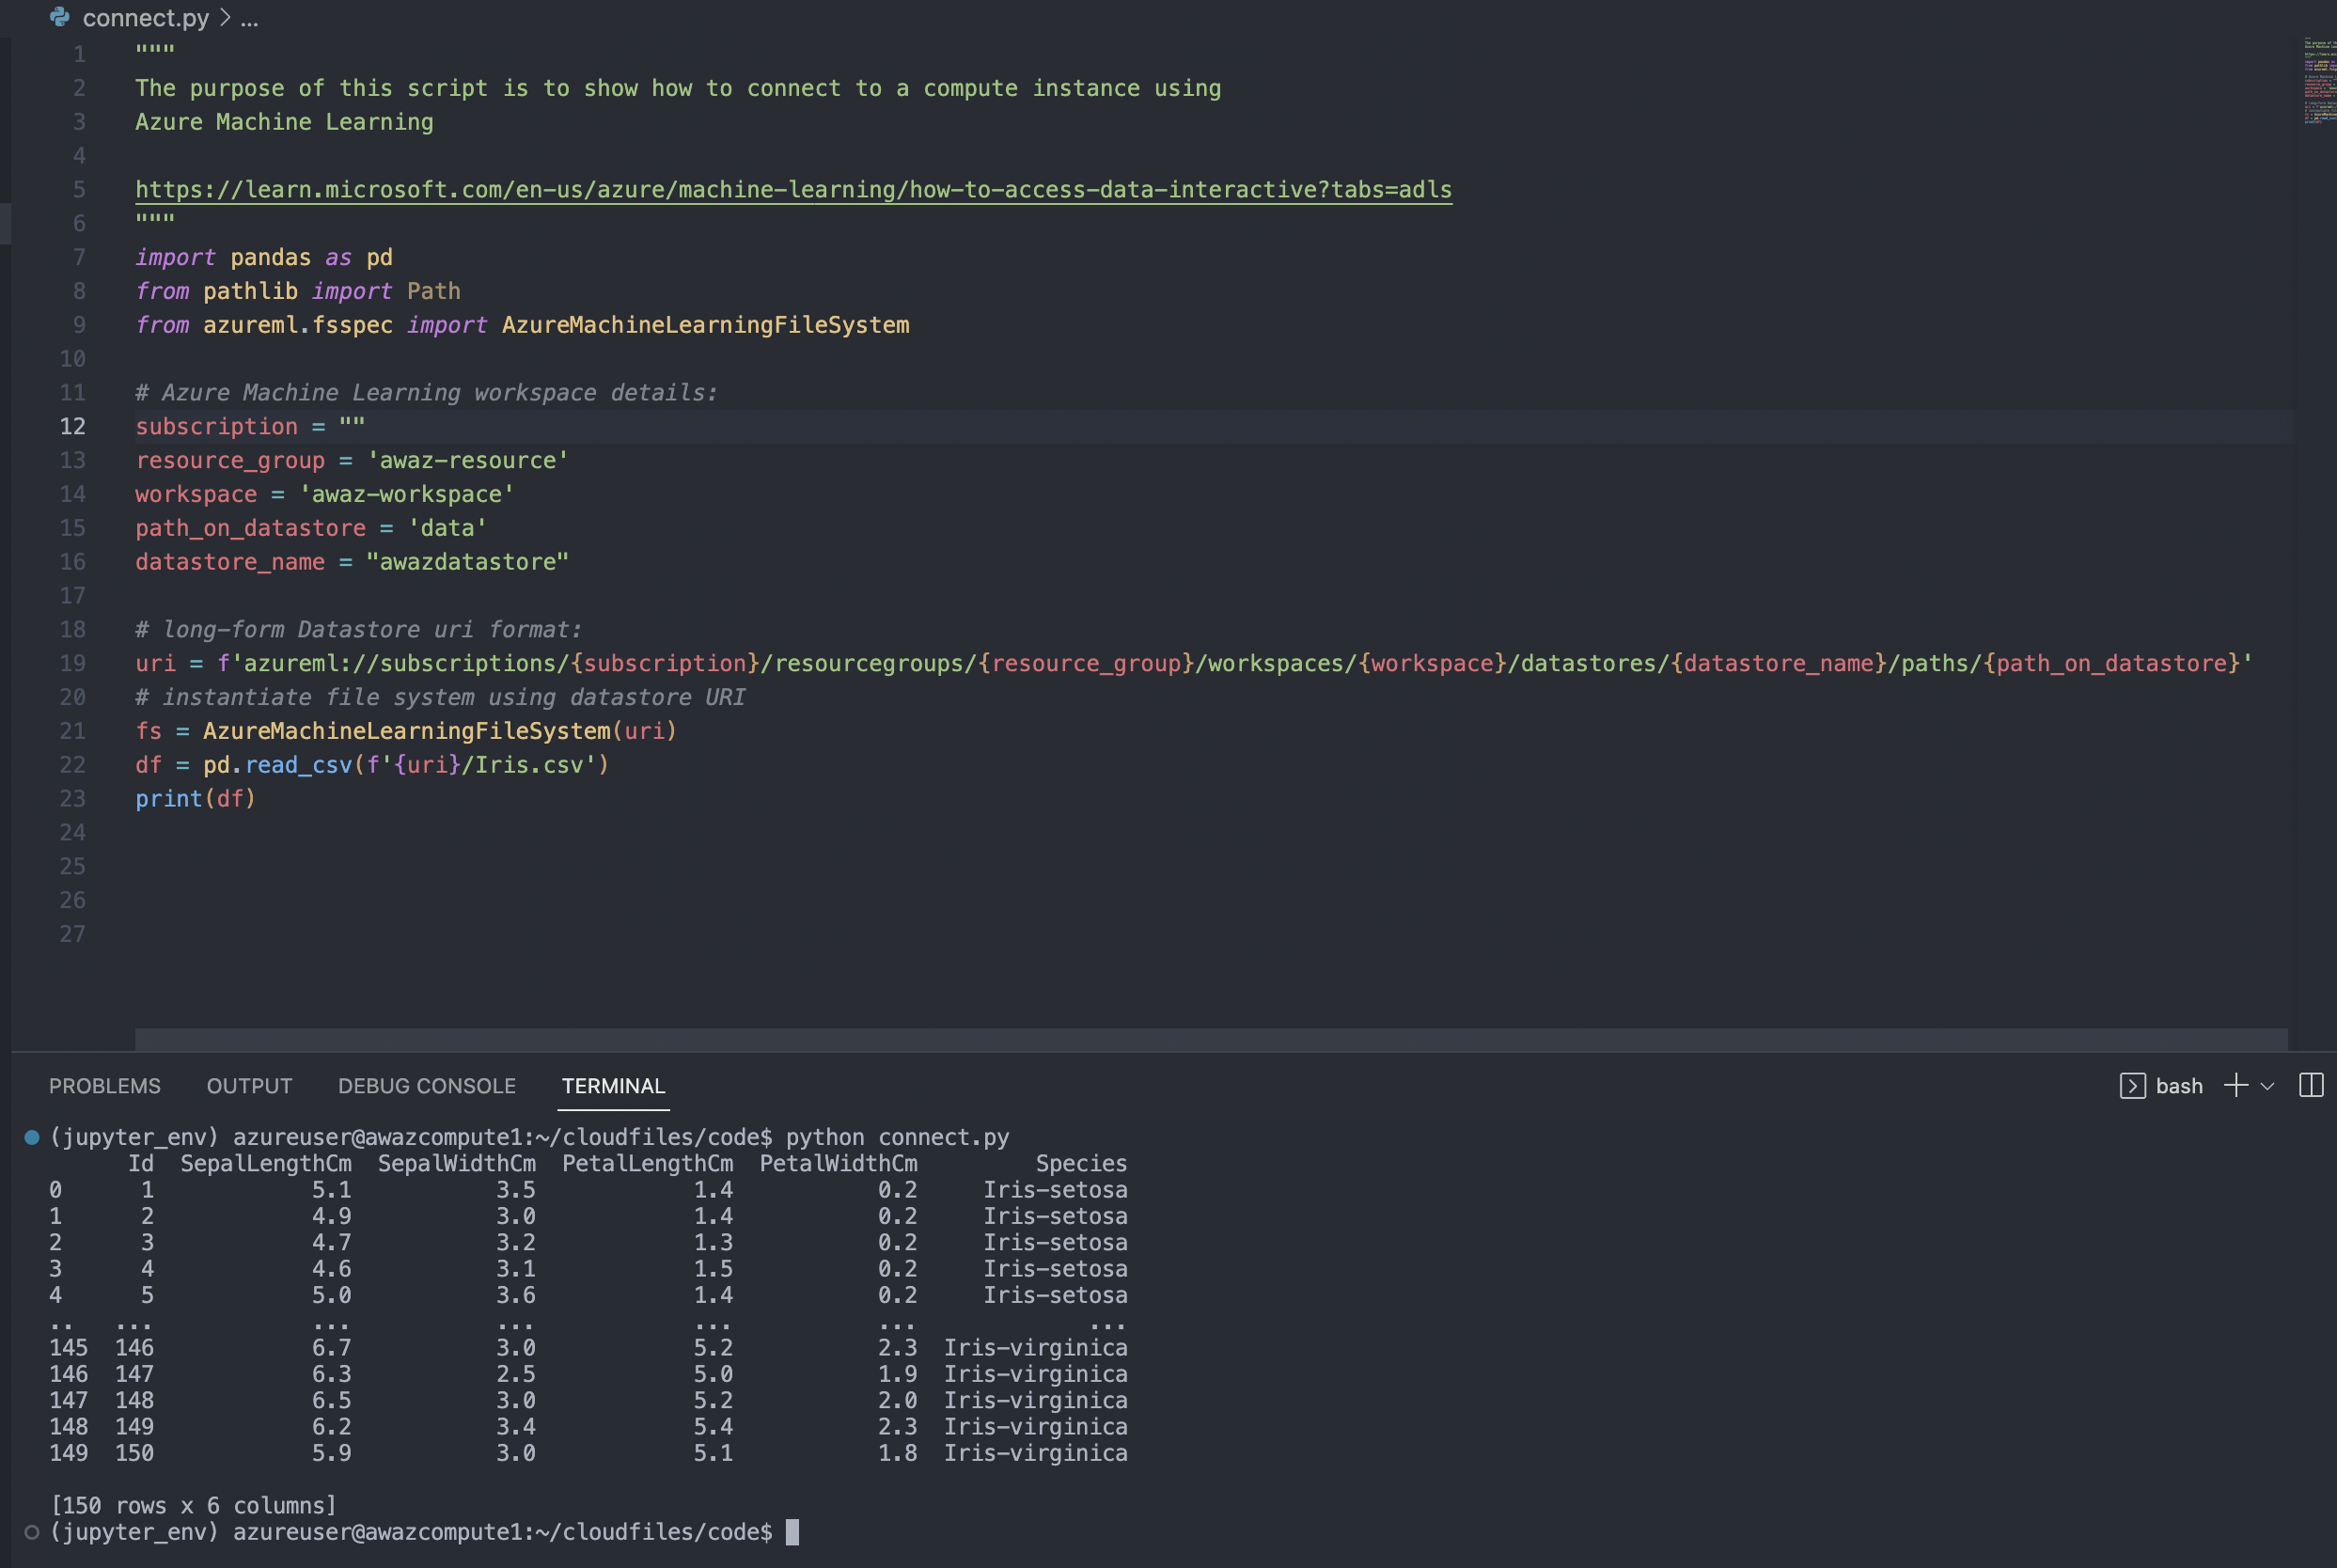 connect.py > ...
1 """
2 The purpose of this script is to show how to connect to a compute instance using
3 Azure Machine Learning
4
5 https://learn.microsoft.com/en-us/azure/machine-learning/how-to-access-data-interactive?tabs=adls
6 """
7 import pandas as pd
8 from pathlib import Path
9 from azureml.fsspec import AzureMachineLearningFileSystem
10
11 # Azure Machine Learning workspace details:
12 subscription = ""
13 resource_group = 'awaz-resource'
14 workspace = 'awaz-workspace'
15 path_on_datastore = 'data'
16 datastore_name = "awazdatastore"
17
18 # long-form Datastore uri format:
19 uri = f'azureml://subscriptions/{subscription}/resourcegroups/{resource_group}/workspaces/{workspace}/datastores/{datastore_name}/paths/{path_on_datastore}'
20 # instantiate file system using datastore URI
21 fs = AzureMachineLearningFileSystem(uri)
22 df = pd.read_csv(f'{uri}/Iris.csv')
23 print(df)
24
25
26
27
PROBLEMS OUTPUT DEBUG CONSOLE TERMINAL bash
(jupyter_env) azureuser@awazcompute1:~/cloudfiles/code$ python connect.py
Id SepalLengthCm SepalWidthCm PetalLengthCm PetalWidthCm Species
0 1 5.1 3.5 1.4 0.2 Iris-setosa
1 2 4.9 3.0 1.4 0.2 Iris-setosa
2 3 4.7 3.2 1.3 0.2 Iris-setosa
3 4 4.6 3.1 1.5 0.2 Iris-setosa
4 5 5.0 3.6 1.4 0.2 Iris-setosa
.. ... ... ... ... ... ...
145 146 6.7 3.0 5.2 2.3 Iris-virginica
146 147 6.3 2.5 5.0 1.9 Iris-virginica
147 148 6.5 3.0 5.2 2.0 Iris-virginica
148 149 6.2 3.4 5.4 2.3 Iris-virginica
149 150 5.9 3.0 5.1 1.8 Iris-virginica
[150 rows x 6 columns]
(jupyter_env) azureuser@awazcompute1:~/cloudfiles/code$